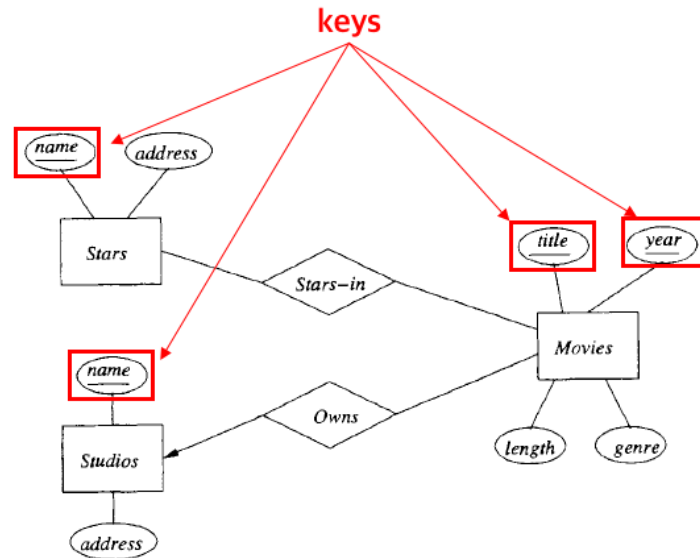 keys
name
address
title
year
Stars
Stars-in
Movies
name
Owns
length
genre
Studios
address